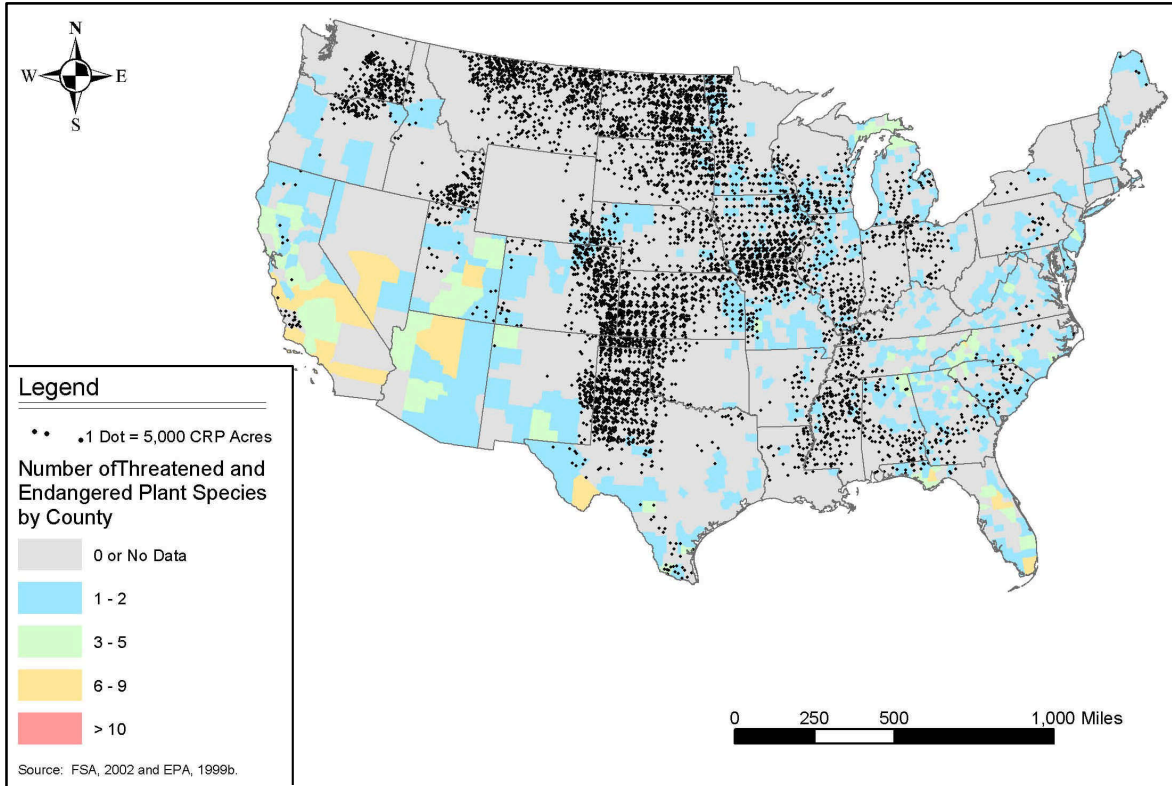 N
W E
S
Legend
1 Dot = 5,000 CRP Acres
Number ofThreatened and
Endangered Plant Species
by County
0 or No Data
1 - 2
3 - 5
6 - 9
> 10
Source: FSA, 2002 and EPA, 1999b.
0 250 500 1,000 Miles